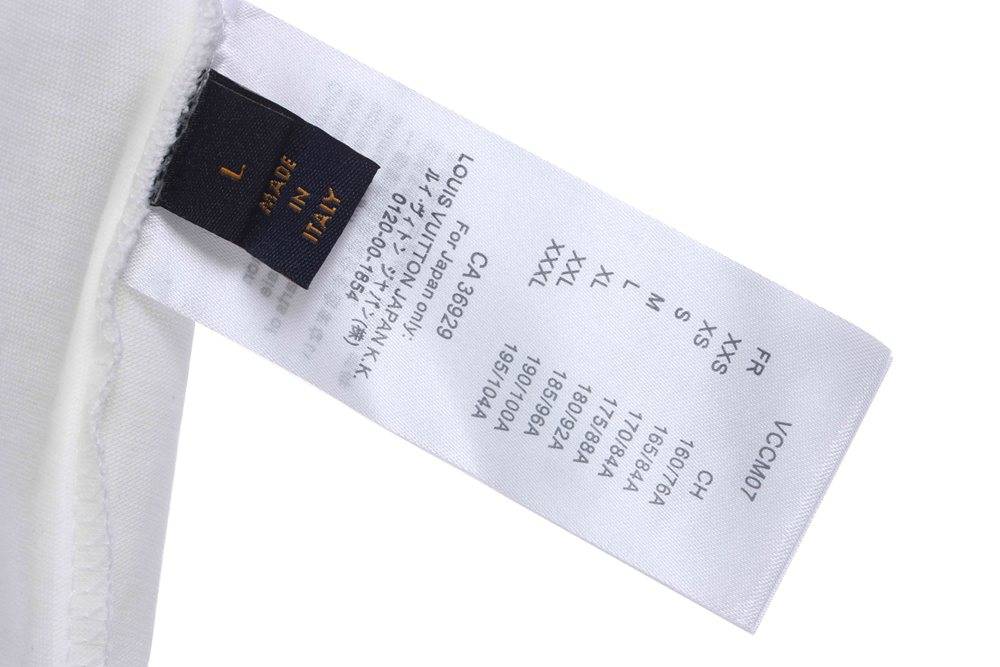 L
MADE
IN
ITALY
VCCM07
FR CH
XXS 160/76A
XS 165/84A
S 170/84A
M 175/88A
L 180/92A
XL 185/96A
XXL 190/100A
XXXL 195/104A
CA 36929
For Japan only:
LOUIS VUITTON JAPAN K.K.
ルイ・ヴィトン ジャパン(株)
0120-00-1854